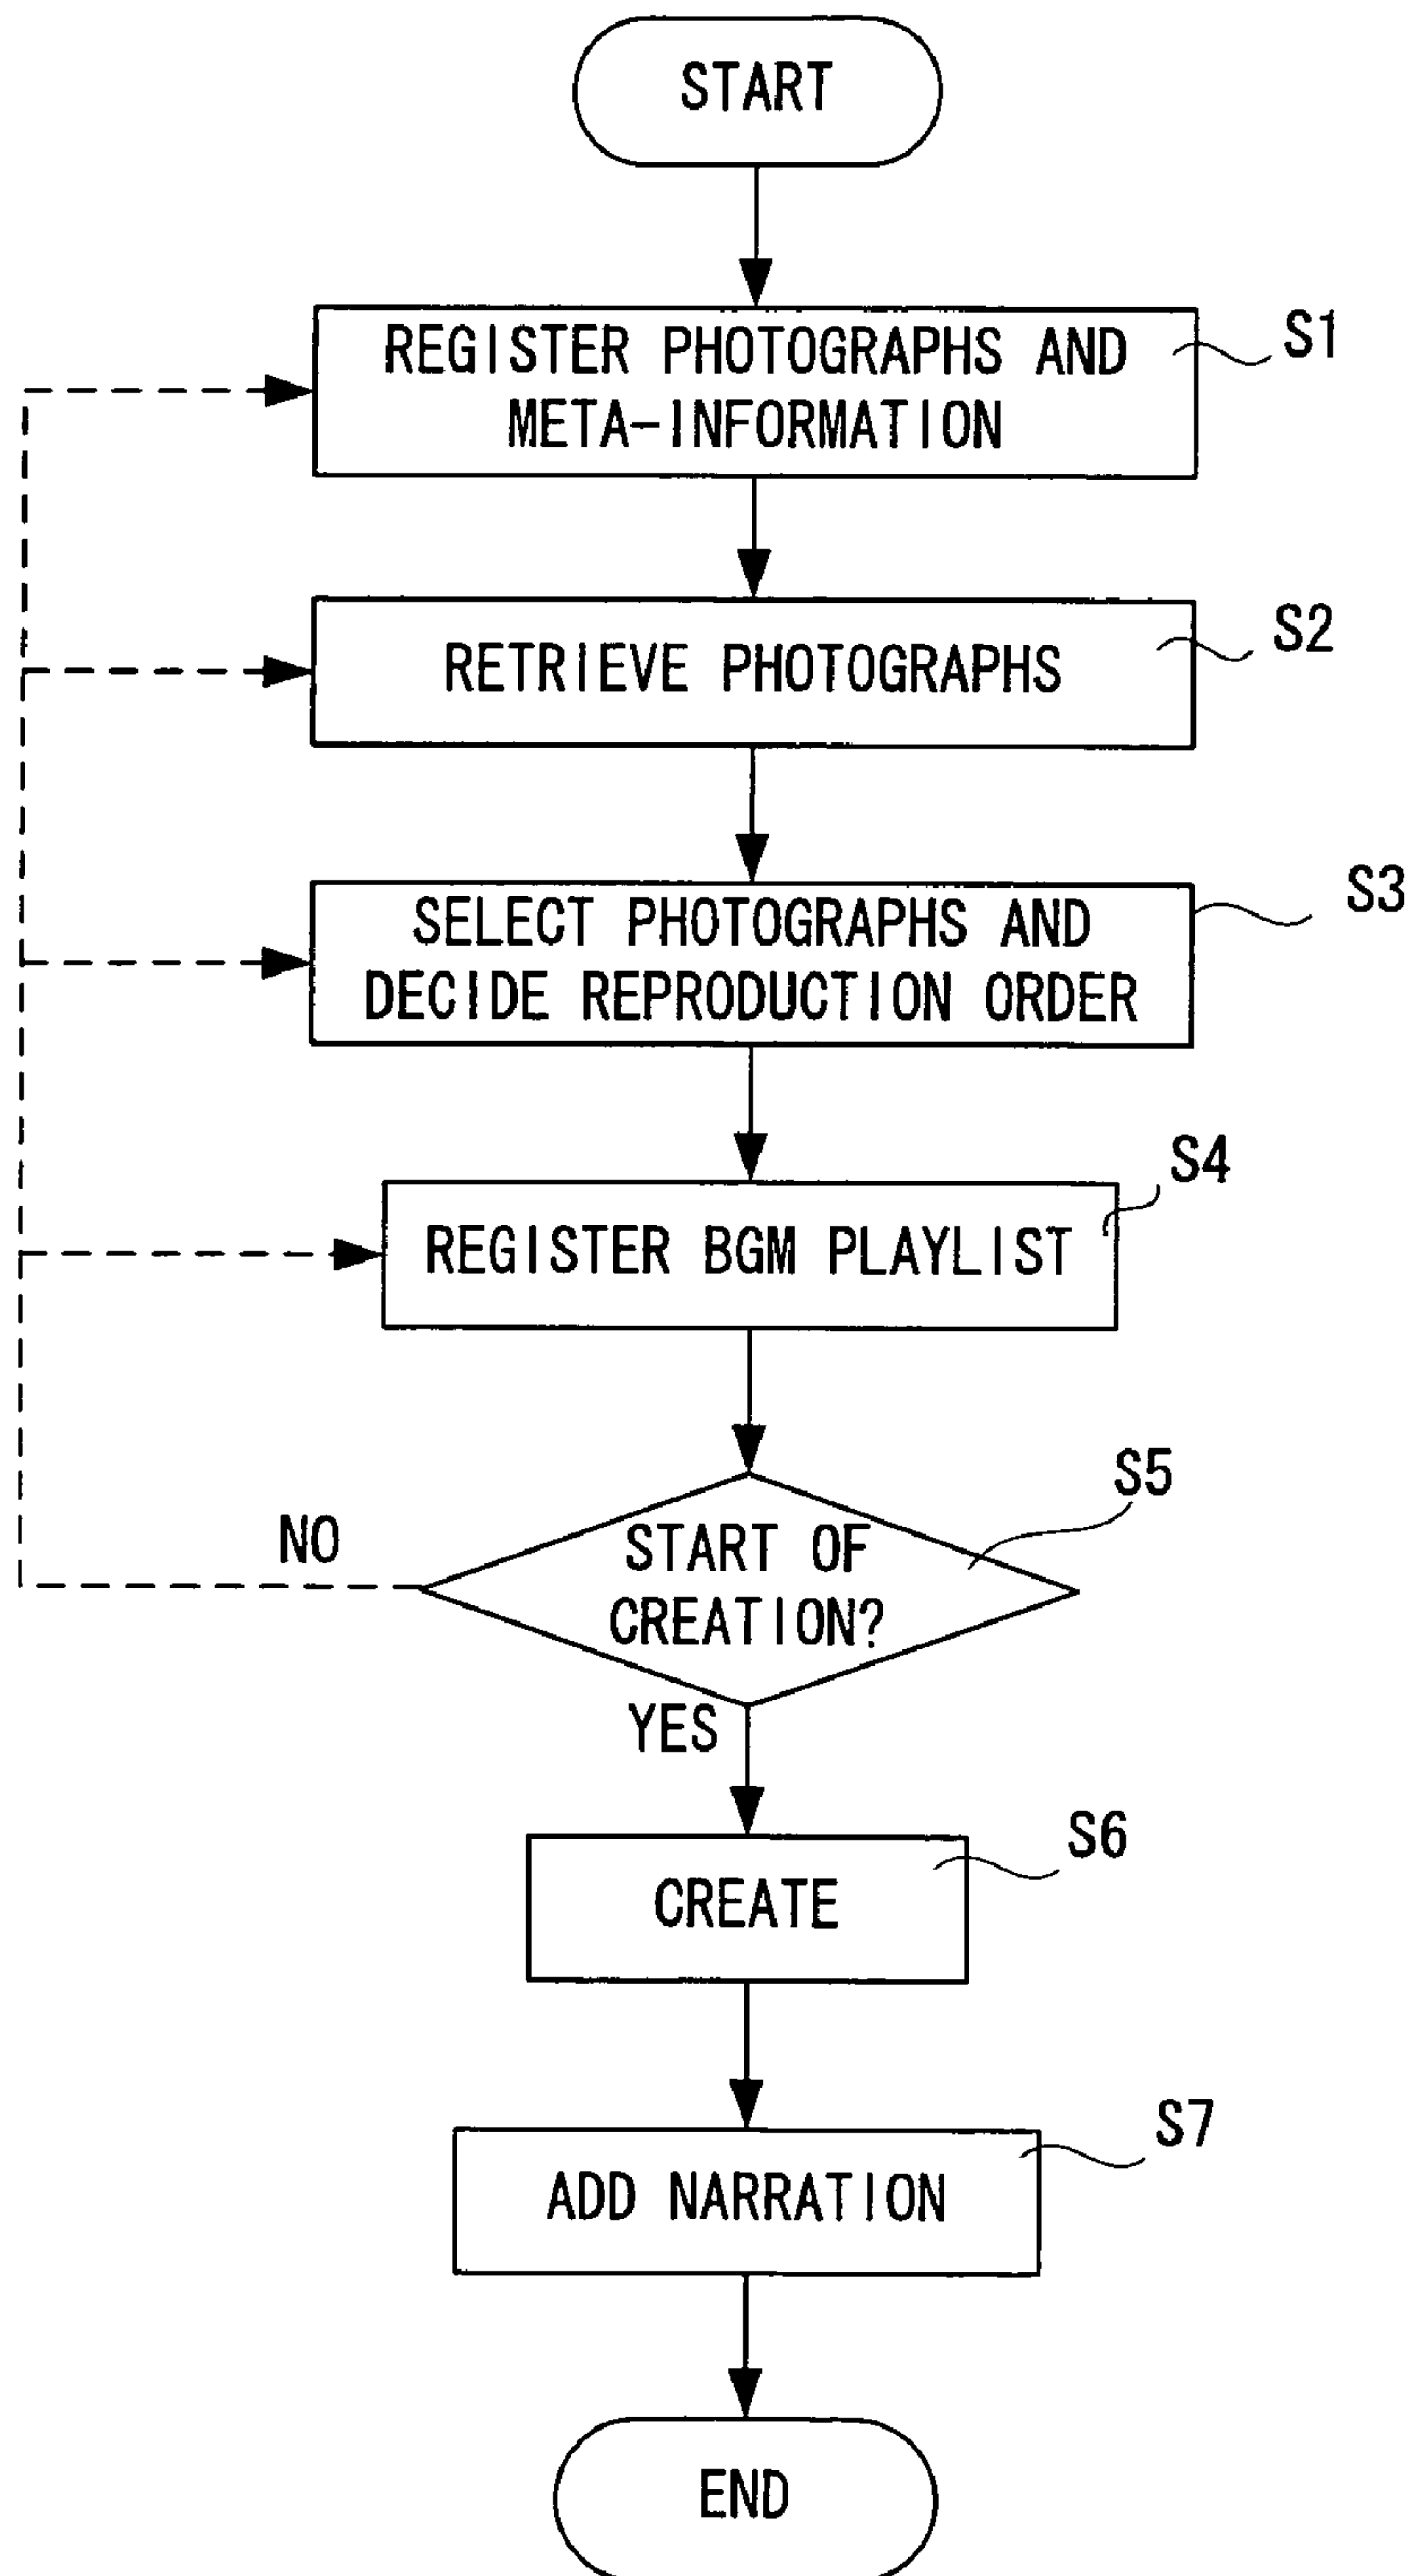 START
REGISTER PHOTOGRAPHS AND
META-INFORMATION
S1
RETRIEVE PHOTOGRAPHS
S2
SELECT PHOTOGRAPHS AND
DECIDE REPRODUCTION ORDER
S3
REGISTER BGM PLAYLIST
S4
START OF
CREATION?
S5
NO
YES
CREATE
S6
ADD NARRATION
S7
END